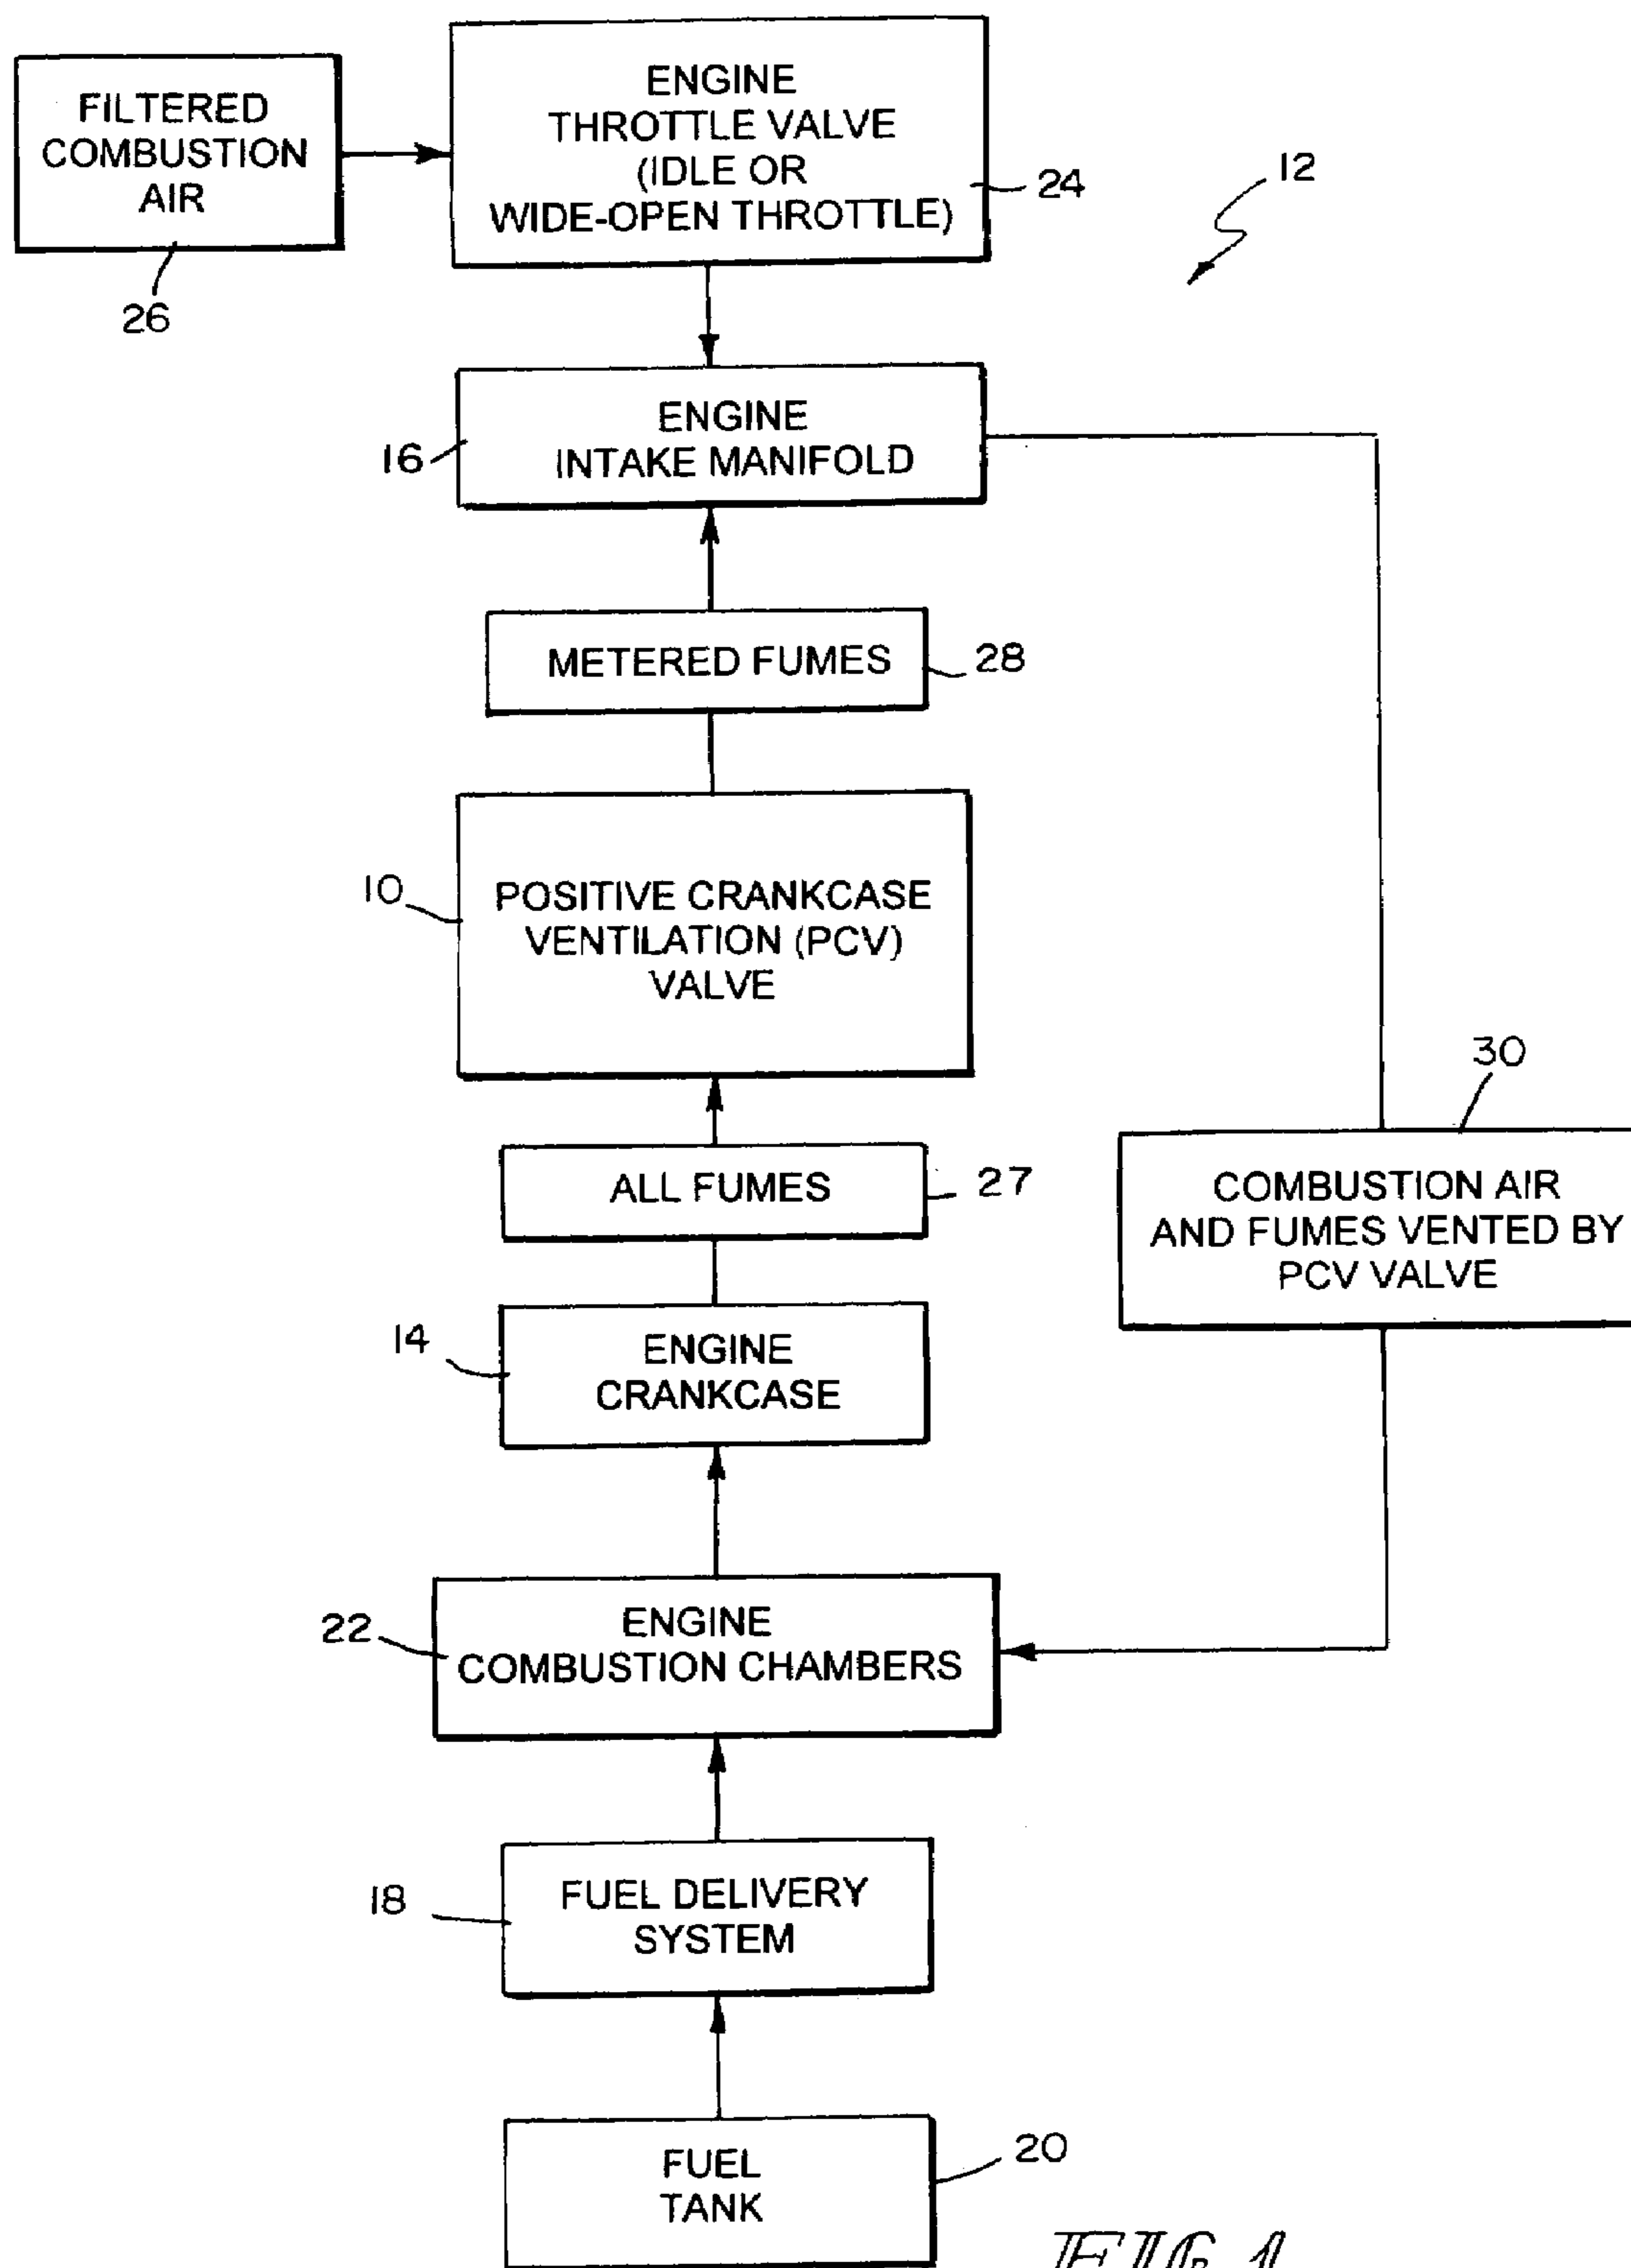 FILTERED
COMBUSTION
AIR
26
ENGINE
THROTTLE VALVE
(IDLE OR
WIDE-OPEN THROTTLE)
24
12
ENGINE
INTAKE MANIFOLD
16
METERED FUMES
28
10
POSITIVE CRANKCASE
VENTILATION (PCV)
VALVE
30
COMBUSTION AIR
AND FUMES VENTED BY
PCV VALVE
ALL FUMES
27
14
ENGINE
CRANKCASE
22
ENGINE
COMBUSTION CHAMBERS
18
FUEL DELIVERY
SYSTEM
FUEL
TANK
20
FIG. 1